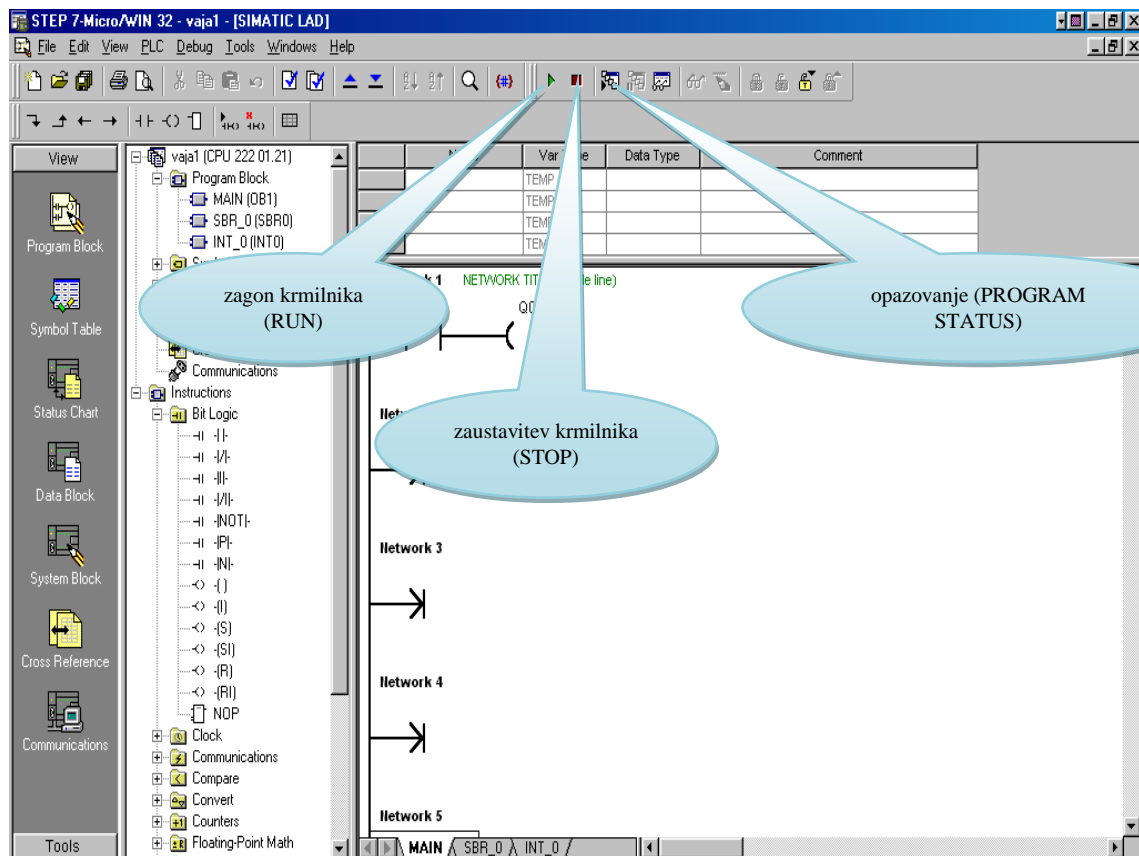 STEP 7-Micro/WIN 32 - vaja1 - [SIMATIC LAD]
File Edit View PLC Debug Tools Windows Help
View
Program Block
Symbol Table
Status Chart
Data Block
System Block
Cross Reference
Communications
Tools
vaja1 (CPU 222 01.21)
Program Block
MAIN (OB1)
SBR_0 (SBR0)
INT_0 (INT0)
Communications
Instructions
Bit Logic
-| |-
-|/|-
-|I|-
-|/I|-
-|NOT|-
-|P|-
-|N|-
-( )
-(I)
-(S)
-(SI)
-(R)
-(RI)
NOP
Clock
Communications
Compare
Convert
Counters
Floating-Point Math
Data Type Comment
TEMP
TEMP
Network 3
Network 4
Network 5
MAIN SBR_0 INT_0
zagon krmilnika
(RUN)
zaustavitev krmilnika
(STOP)
opazovanje (PROGRAM
STATUS)